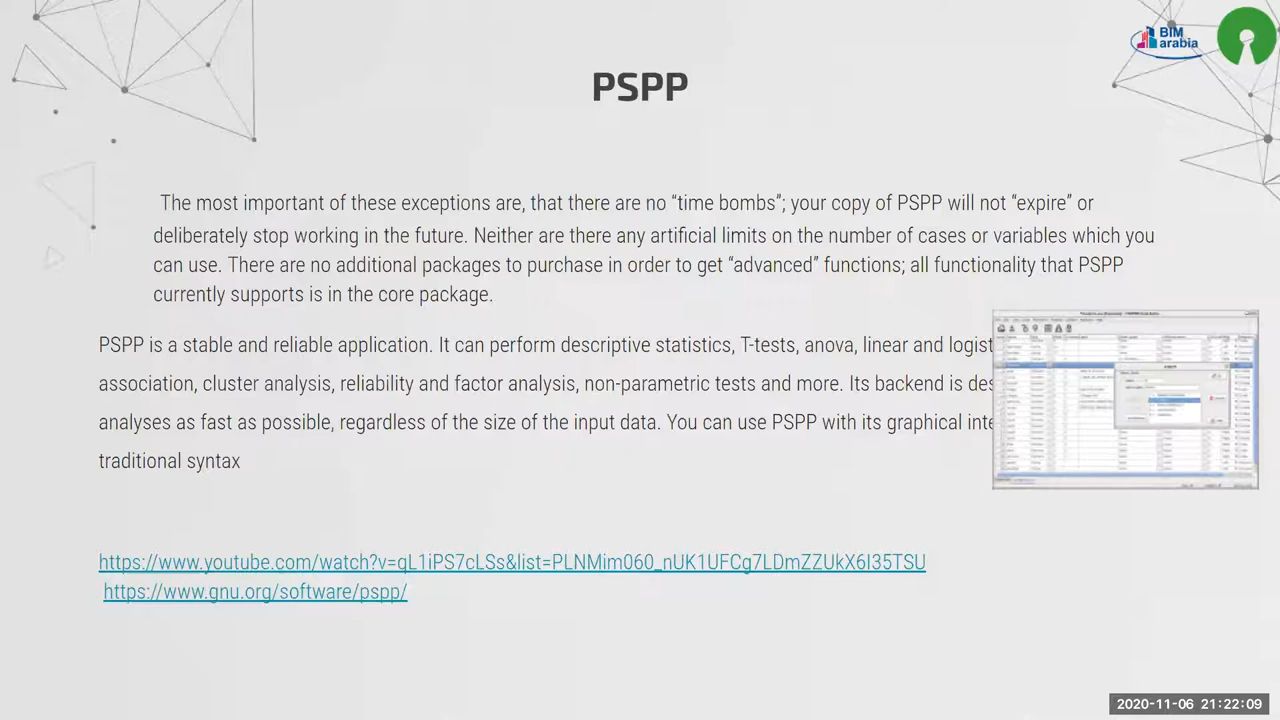 BIM
arabia
PSPP
The most important of these exceptions are, that there are no “time bombs”; your copy of PSPP will not “expire” or
deliberately stop working in the future. Neither are there any artificial limits on the number of cases or variables which you
can use. There are no additional packages to purchase in order to get “advanced” functions; all functionality that PSPP
currently supports is in the core package.
PSPP is a stable and reliable application. It can perform descriptive statistics, T-tests, anova, linear and logist
association, cluster analysis, reliability and factor analysis, non-parametric tests and more. Its backend is des
analyses as fast as possible, regardless of the size of the input data. You can use PSPP with its graphical inte
traditional syntax
https://www.youtube.com/watch?v=qL1iPS7cLSs&list=PLNMim060_nUK1UFCg7LDmZZUkX6I35TSU
https://www.gnu.org/software/pspp/
2020-11-06 21:22:09